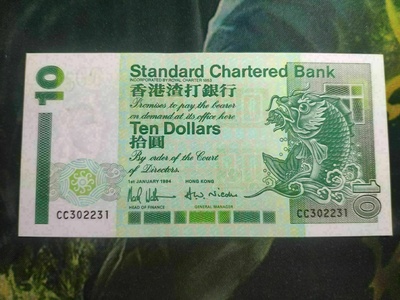 10
Standard Chartered Bank
INCORPORATED BY ROYAL CHARTER 1853
香港渣打銀行
Promises to pay the bearer
on demand at its office here
Ten Dollars
拾圓
By order of the Court
of Directors.
1st JANUARY 1994 HONG KONG
HEAD OF FINANCE GENERAL MANAGER
CC302231 CC302231
10